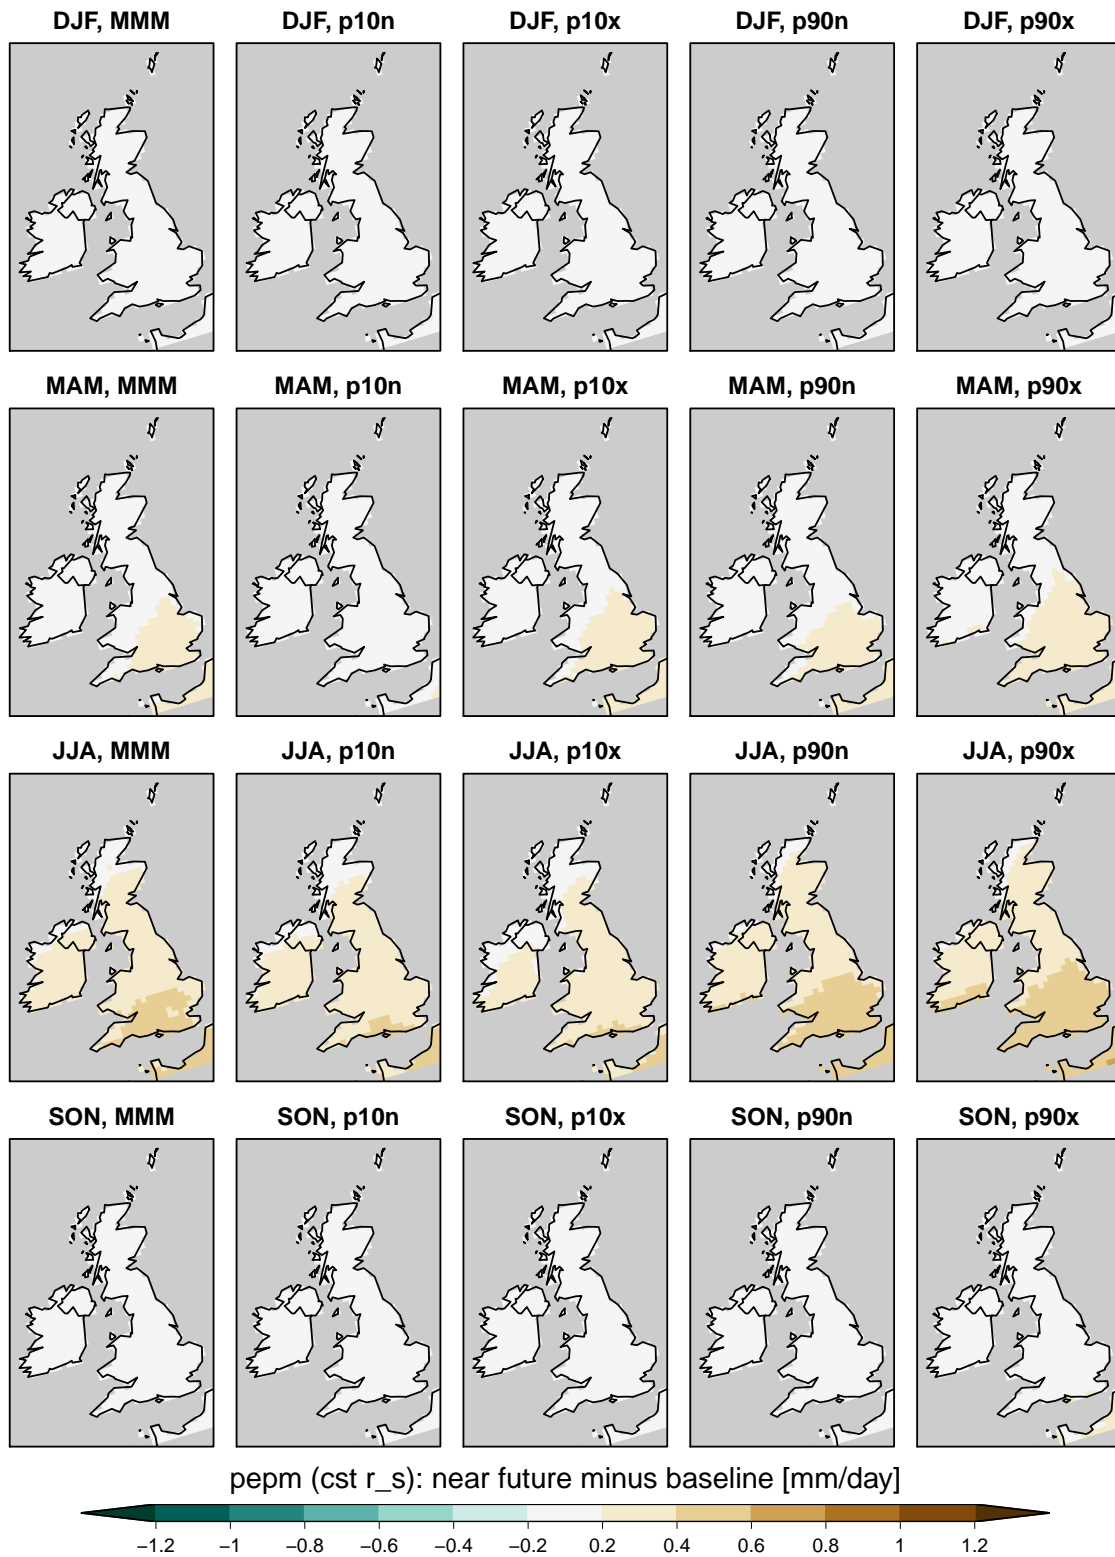 DJF, MMM DJF, p10n DJF, p10x DJF, p90n DJF, p90x
MAM, MMM MAM, p10n MAM, p10x MAM, p90n MAM, p90x
JJA, MMM JJA, p10n JJA, p10x JJA, p90n JJA, p90x
SON, MMM SON, p10n SON, p10x SON, p90n SON, p90x
pepm (cst r_s): near future minus baseline [mm/day]
−1.2 −1 −0.8 −0.6 −0.4 −0.2 0.2 0.4 0.6 0.8 1 1.2